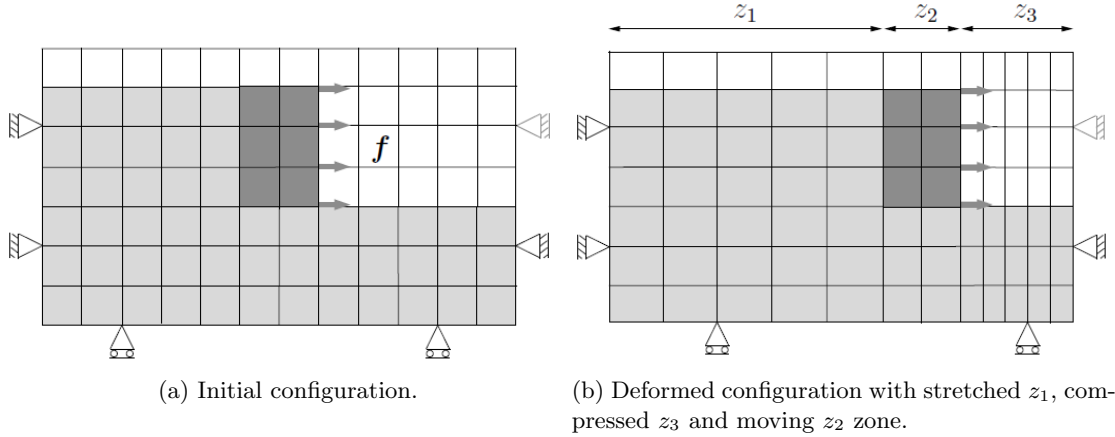 z₁ z₂ z₃
f
(a) Initial configuration.
(b) Deformed configuration with stretched z₁, com-
pressed z₃ and moving z₂ zone.